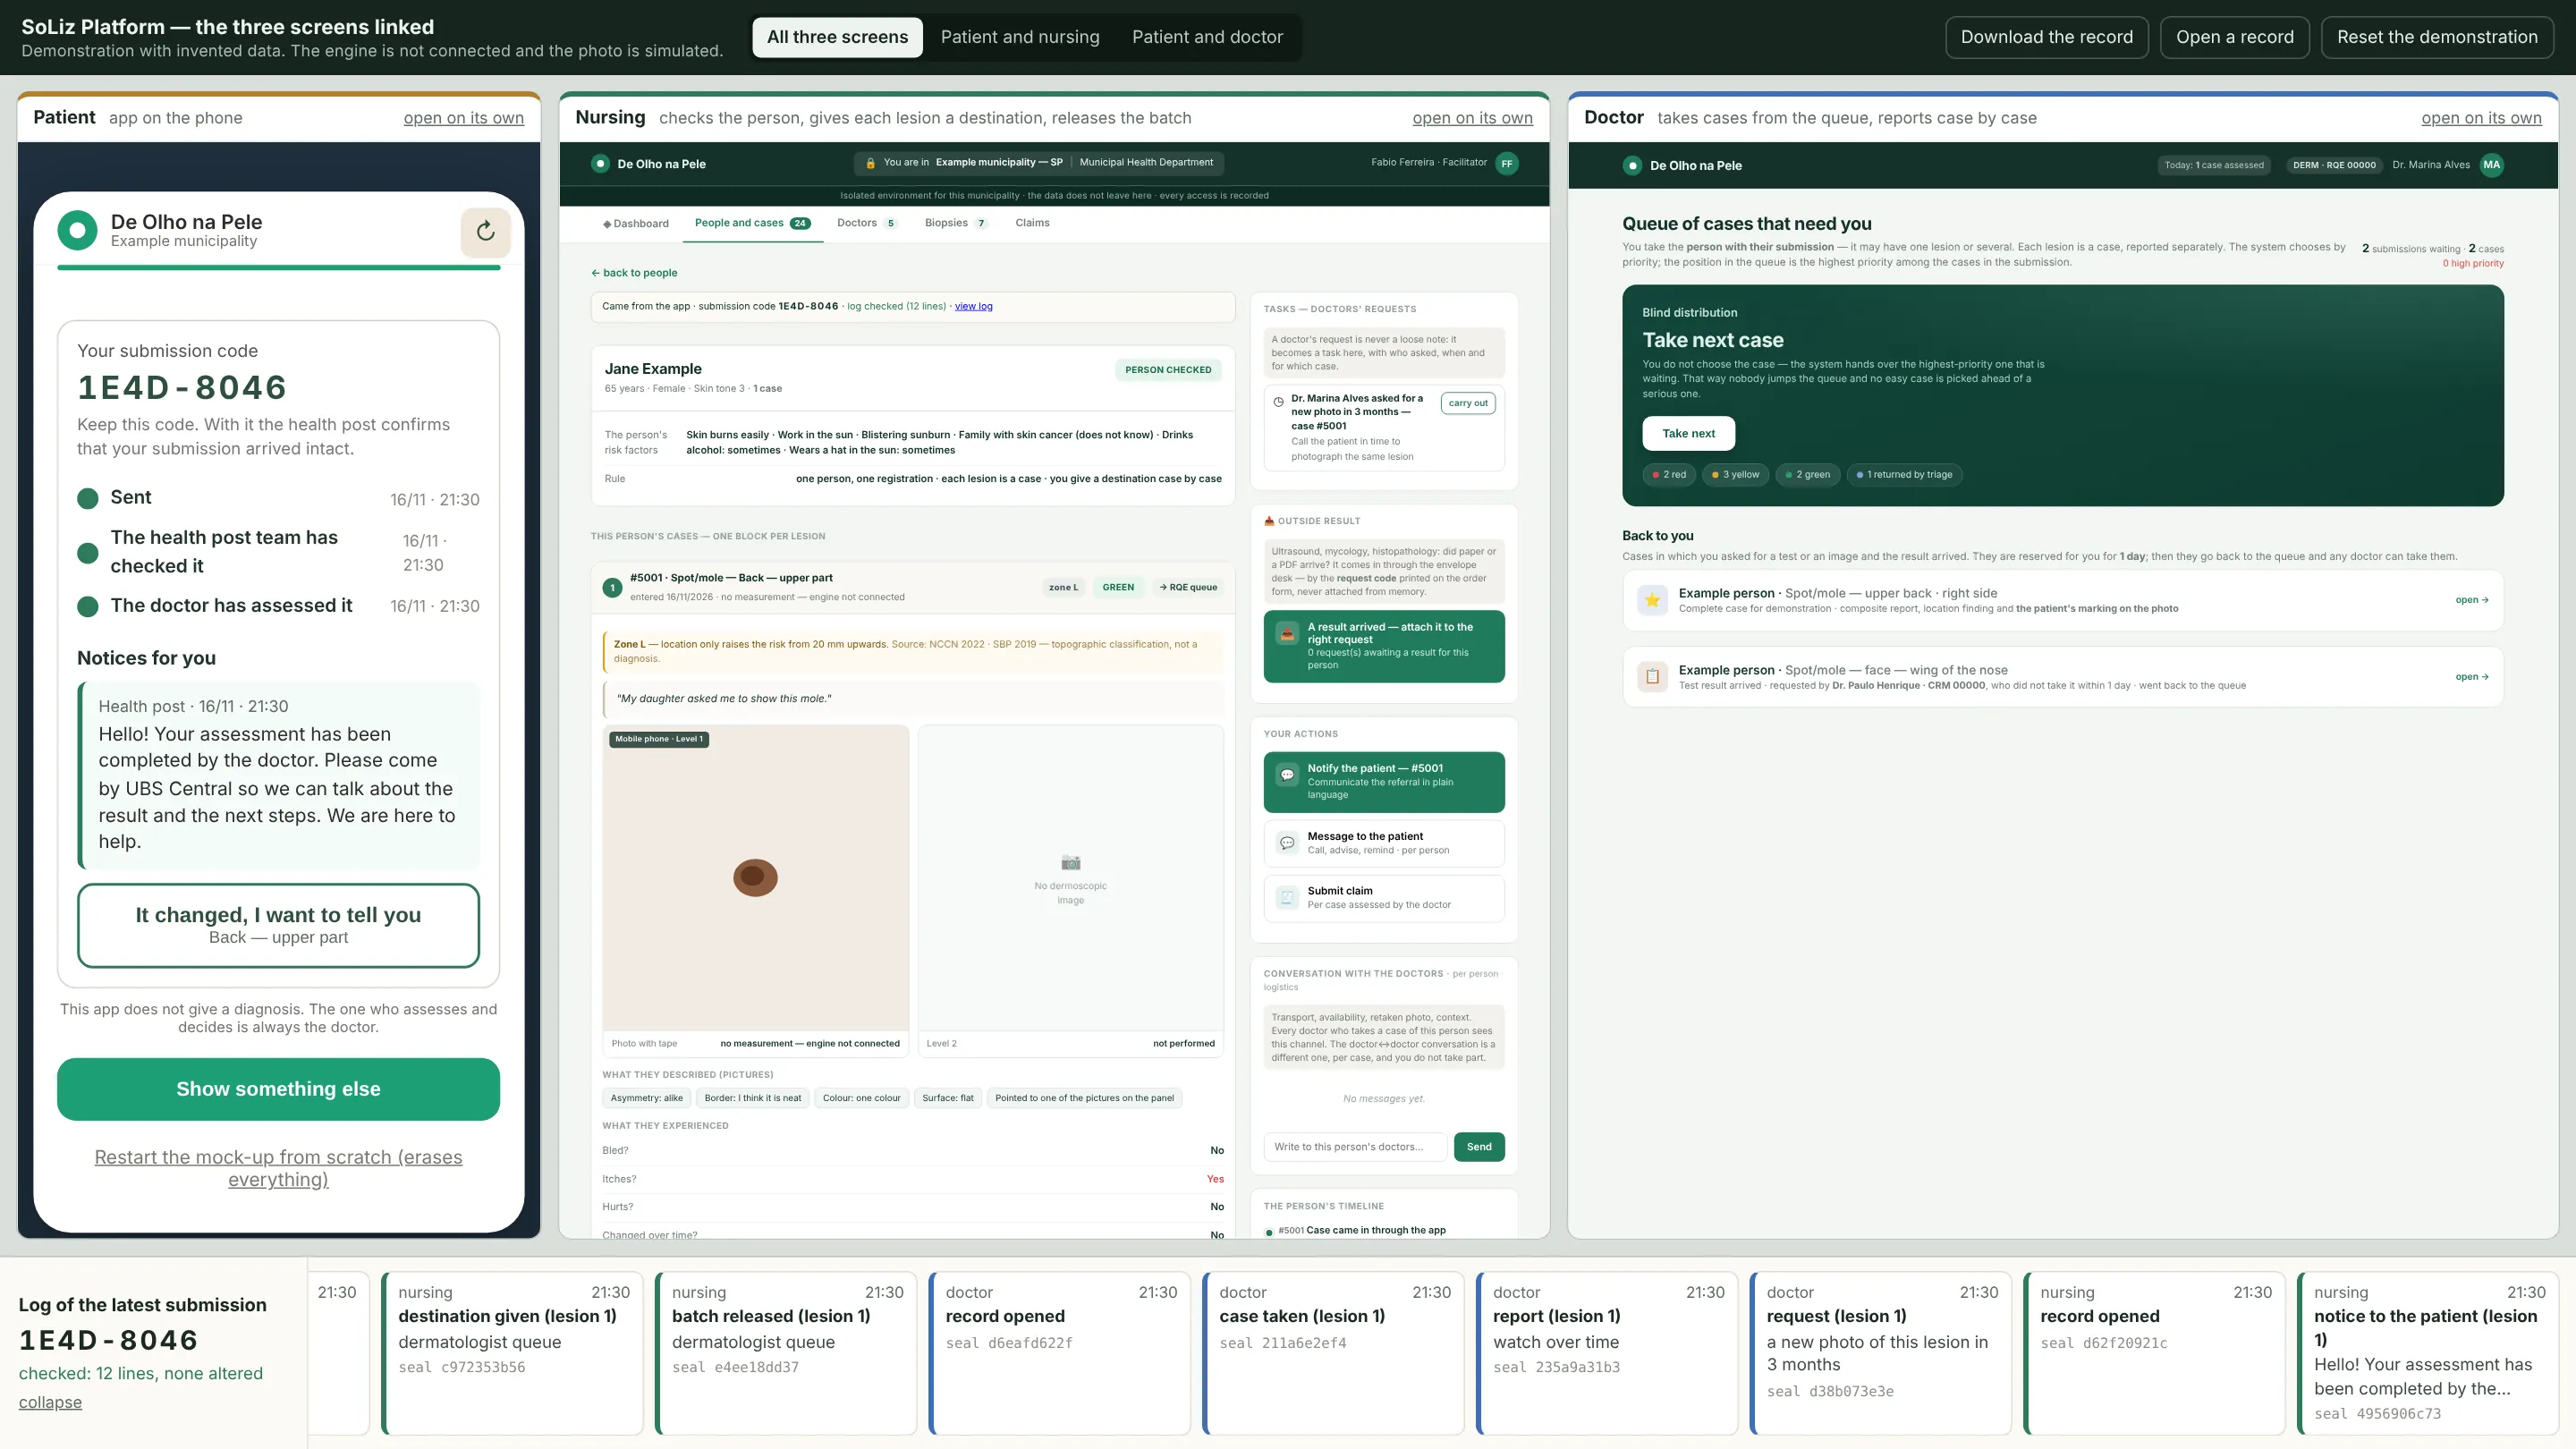 SoLiz Platform — the three screens linked
Demonstration with invented data. The engine is not connected and the photo is simulated.
All three screens
Patient and nursing
Patient and doctor
Download the record
Open a record
Reset the demonstration
Patient app on the phone
open on its own
De Olho na Pele
Example municipality
Your submission code
1E4D-8046
Keep this code. With it the health post confirms
that your submission arrived intact.
Sent
16/11 · 21:30
The health post team has
checked it
16/11 ·
21:30
The doctor has assessed it
16/11 · 21:30
Notices for you
Health post · 16/11 · 21:30
Hello! Your assessment has been
completed by the doctor. Please come
by UBS Central so we can talk about the
result and the next steps. We are here to
help.
It changed, I want to tell you
Back — upper part
This app does not give a diagnosis. The one who assesses and
decides is always the doctor.
Show something else
Restart the mock-up from scratch (erases
everything)
Nursing checks the person, gives each lesion a destination, releases the batch
open on its own
De Olho na Pele
You are in Example municipality — SP | Municipal Health Department
Fabio Ferreira · Facilitator
FF
Isolated environment for this municipality · the data does not leave here · every access is recorded
◆ Dashboard
People and cases 24
Doctors 5
Biopsies 7
Claims
← back to people
Came from the app · submission code 1E4D-8046 · log checked (12 lines) · view log
Jane Example
65 years · Female · Skin tone 3 · 1 case
PERSON CHECKED
The person's
risk factors
Skin burns easily · Work in the sun · Blistering sunburn · Family with skin cancer (does not know) · Drinks
alcohol: sometimes · Wears a hat in the sun: sometimes
Rule
one person, one registration · each lesion is a case · you give a destination case by case
THIS PERSON'S CASES — ONE BLOCK PER LESION
1
#5001 · Spot/mole — Back — upper part
entered 16/11/2026 · no measurement — engine not connected
zone L
GREEN
→ RQE queue
Zone L — location only raises the risk from 20 mm upwards. Source: NCCN 2022 · SBP 2019 — topographic classification, not a
diagnosis.
"My daughter asked me to show this mole."
Mobile phone · Level 1
No dermoscopic
image
Photo with tape
no measurement — engine not connected
Level 2
not performed
WHAT THEY DESCRIBED (PICTURES)
Asymmetry: alike
Border: I think it is neat
Colour: one colour
Surface: flat
Pointed to one of the pictures on the panel
WHAT THEY EXPERIENCED
Bled?
No
Itches?
Yes
Hurts?
No
Changed over time?
No
TASKS — DOCTORS' REQUESTS
A doctor's request is never a loose note: it
becomes a task here, with who asked, when and
for which case.
Dr. Marina Alves asked for a
new photo in 3 months —
case #5001
Call the patient in time to
photograph the same lesion
carry out
OUTSIDE RESULT
Ultrasound, mycology, histopathology: did paper or
a PDF arrive? It comes in through the envelope
desk — by the request code printed on the order
form, never attached from memory.
A result arrived — attach it to the
right request
0 request(s) awaiting a result for this
person
YOUR ACTIONS
Notify the patient — #5001
Communicate the referral in plain
language
Message to the patient
Call, advise, remind · per person
Submit claim
Per case assessed by the doctor
CONVERSATION WITH THE DOCTORS · per person ·
logistics
Transport, availability, retaken photo, context.
Every doctor who takes a case of this person sees
this channel. The doctor↔doctor conversation is a
different one, per case, and you do not take part.
No messages yet.
Write to this person's doctors...
Send
THE PERSON'S TIMELINE
#5001 Case came in through the app
Doctor takes cases from the queue, reports case by case
open on its own
De Olho na Pele
Today: 1 case assessed
DERM · RQE 00000
Dr. Marina Alves
MA
Queue of cases that need you
You take the person with their submission — it may have one lesion or several. Each lesion is a case, reported separately. The system chooses by
priority; the position in the queue is the highest priority among the cases in the submission.
2 submissions waiting · 2 cases
0 high priority
Blind distribution
Take next case
You do not choose the case — the system hands over the highest-priority one that is
waiting. That way nobody jumps the queue and no easy case is picked ahead of a
serious one.
Take next
2 red
3 yellow
2 green
1 returned by triage
Back to you
Cases in which you asked for a test or an image and the result arrived. They are reserved for you for 1 day; then they go back to the queue and any doctor can take them.
Example person · Spot/mole — upper back · right side
Complete case for demonstration · composite report, location finding and the patient's marking on the photo
open →
Example person · Spot/mole — face — wing of the nose
Test result arrived · requested by Dr. Paulo Henrique · CRM 00000, who did not take it within 1 day · went back to the queue
open →
Log of the latest submission
1E4D-8046
checked: 12 lines, none altered
collapse
21:30
nursing 21:30
destination given (lesion 1)
dermatologist queue
seal c972353b56
nursing 21:30
batch released (lesion 1)
dermatologist queue
seal e4ee18dd37
doctor 21:30
record opened
seal d6eafd622f
doctor 21:30
case taken (lesion 1)
seal 211a6e2ef4
doctor 21:30
report (lesion 1)
watch over time
seal 235a9a31b3
doctor 21:30
request (lesion 1)
a new photo of this lesion in
3 months
seal d38b073e3e
nursing 21:30
record opened
seal d62f20921c
nursing 21:30
notice to the patient (lesion
1)
Hello! Your assessment has
been completed by the...
seal 4956906c73